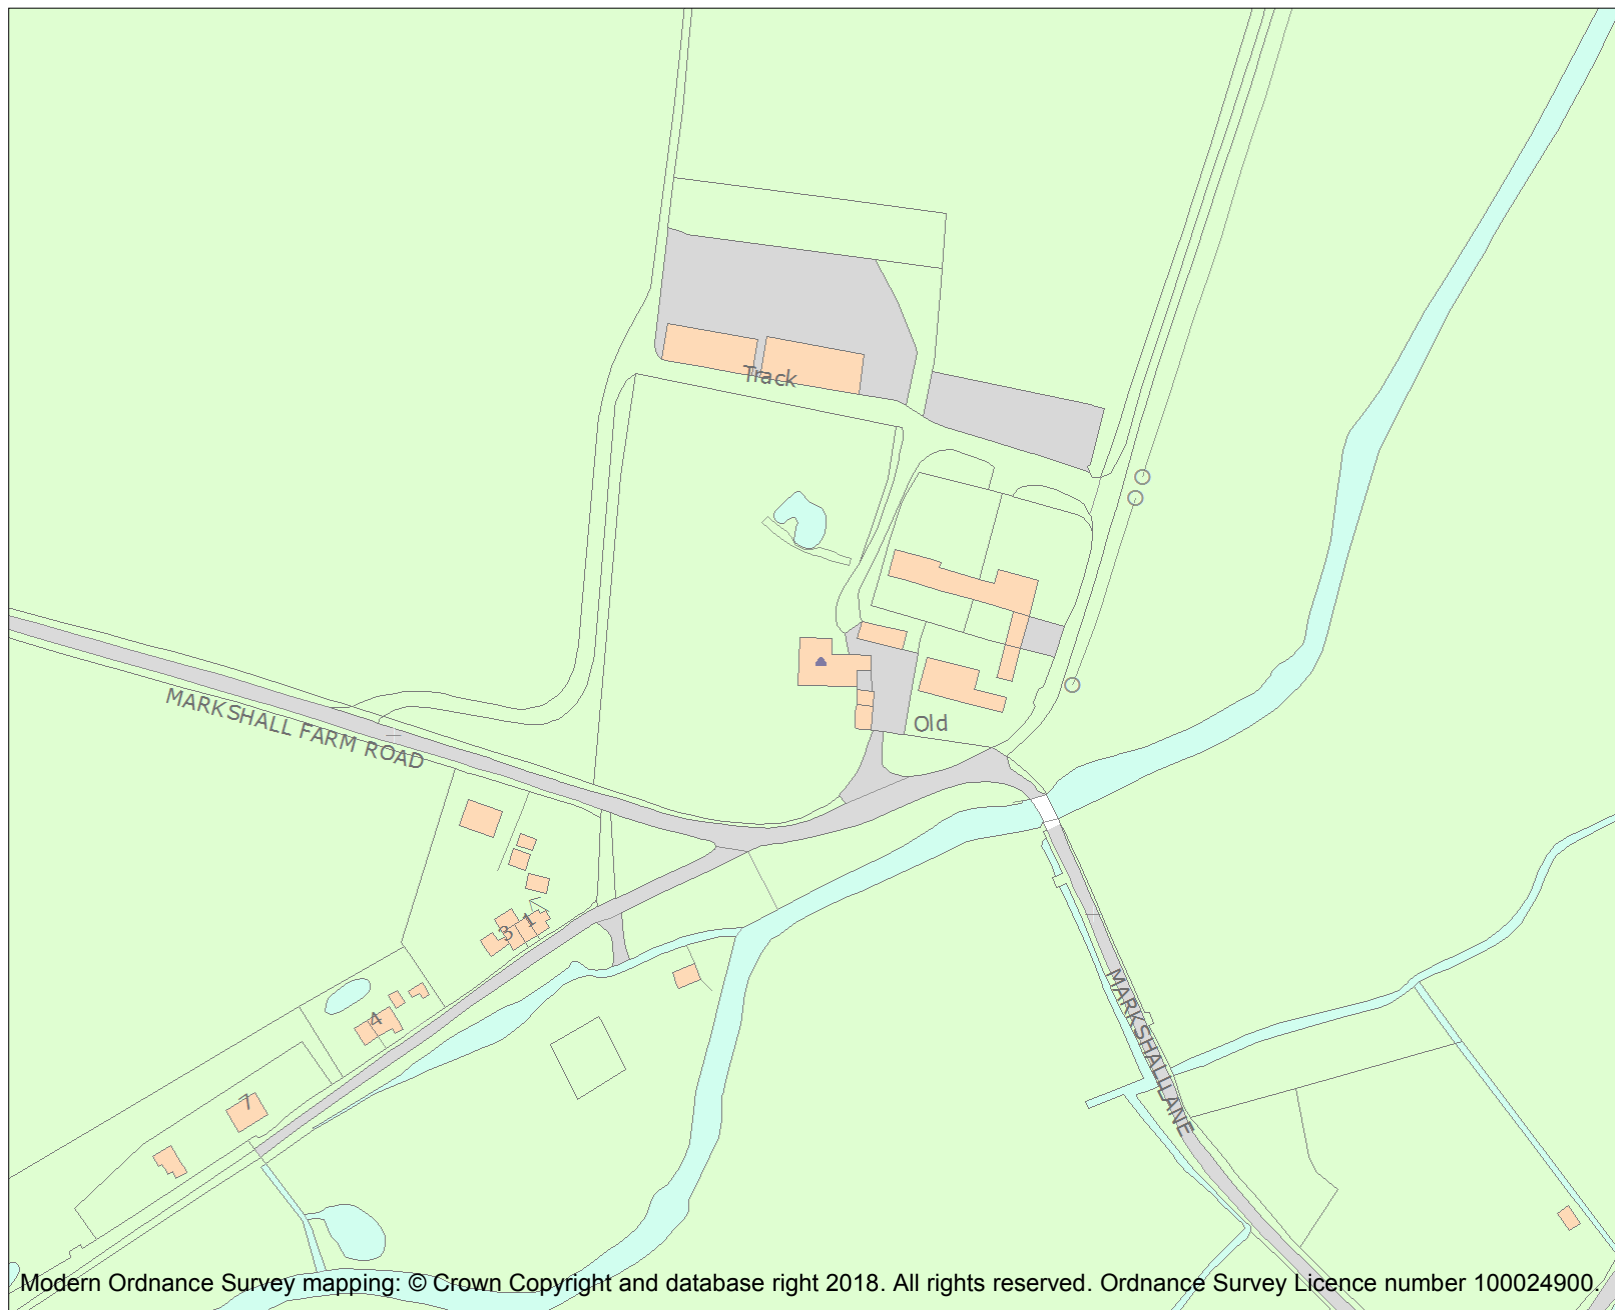 Track
Old
MARKSHALL FARM ROAD
1
3
4
7
MARKSHALL LANE
Modern Ordnance Survey mapping: © Crown Copyright and database right 2018. All rights reserved. Ordnance Survey Licence number 100024900.